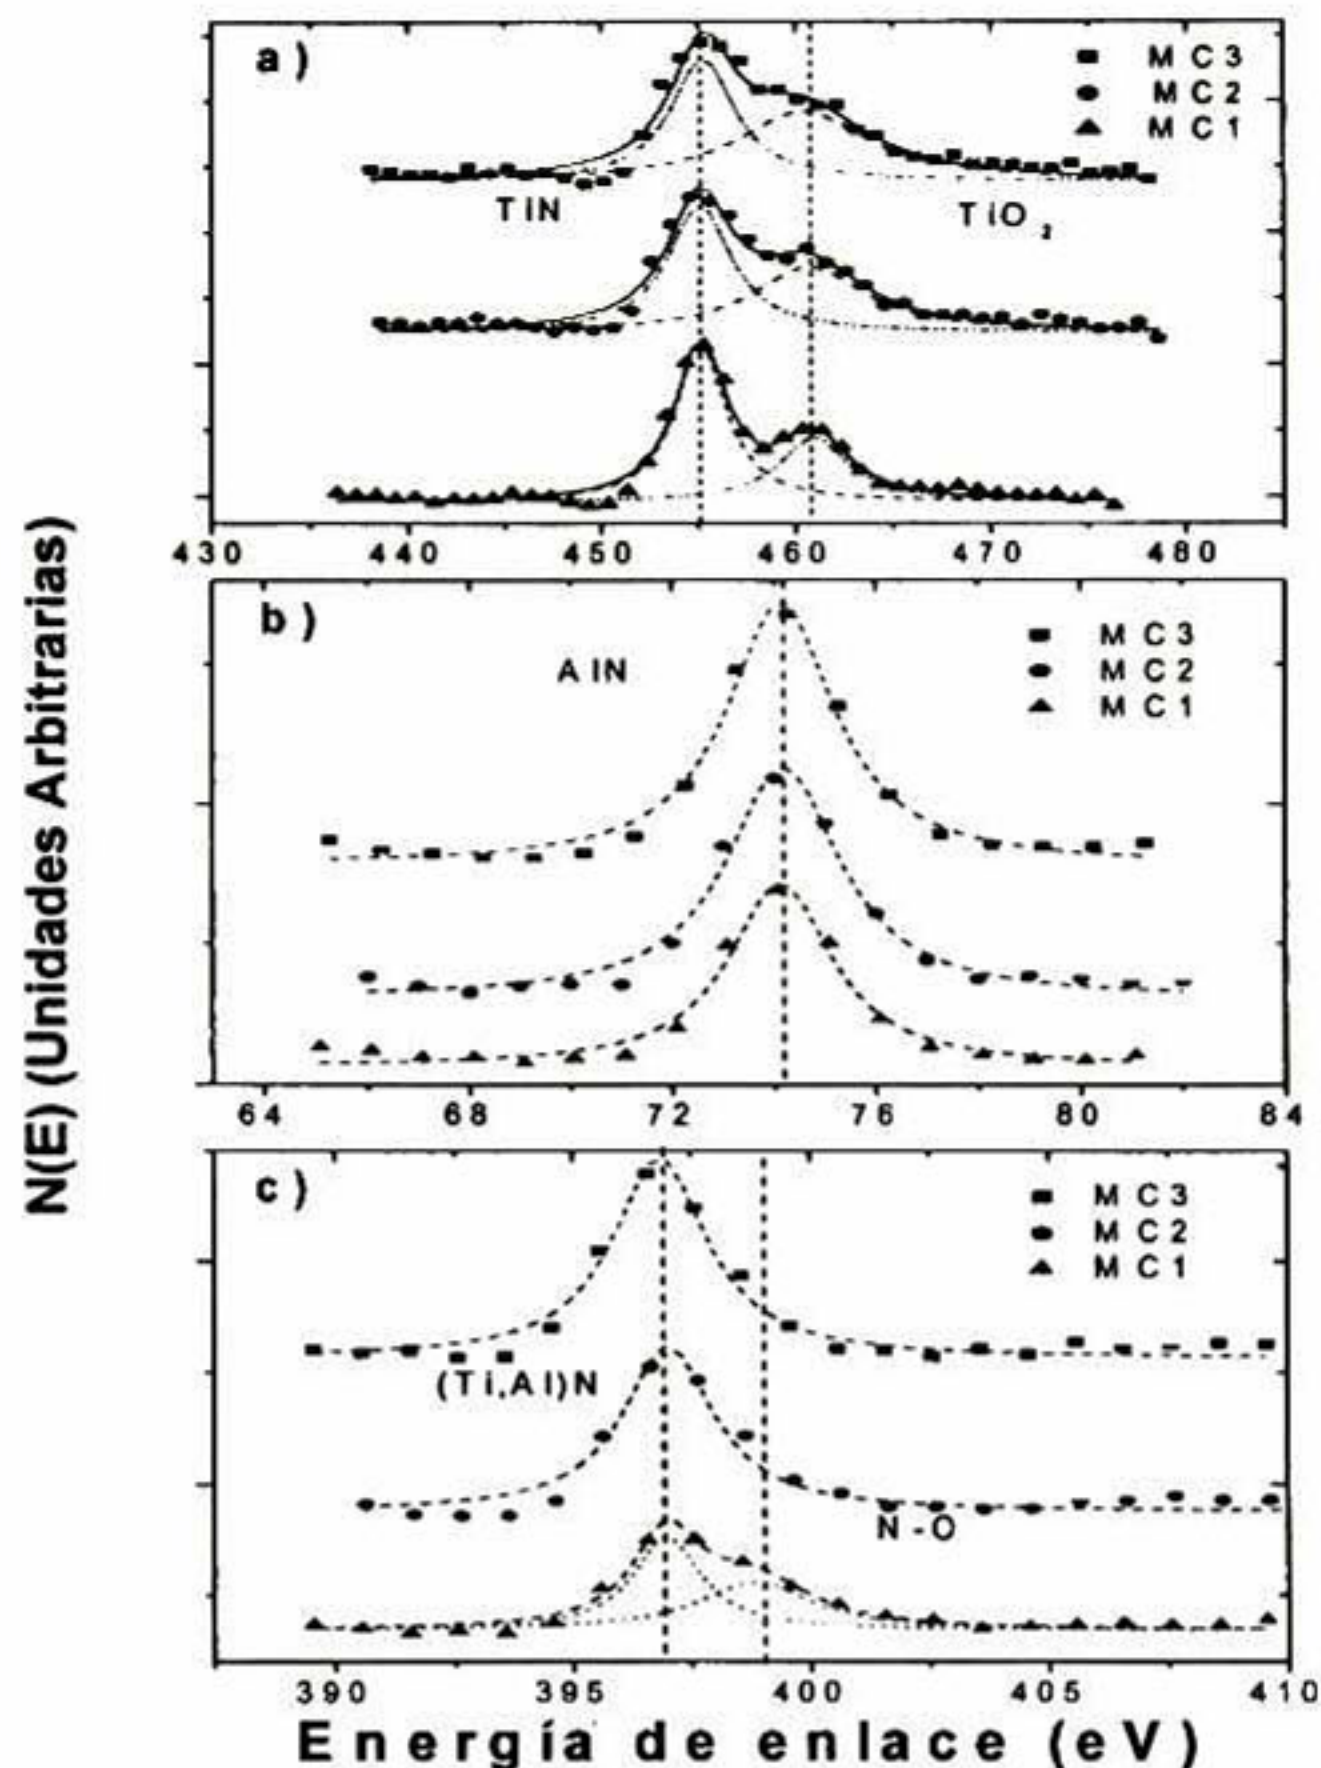 N(E) (Unidades Arbitrarias)
a)
MC3
MC2
MC1
TiN
TiO2
430 440 450 460 470 480
b)
MC3
MC2
MC1
AlN
64 68 72 76 80 84
c)
MC3
MC2
MC1
(Ti,Al)N
N-O
390 395 400 405 410
Energía de enlace (eV)